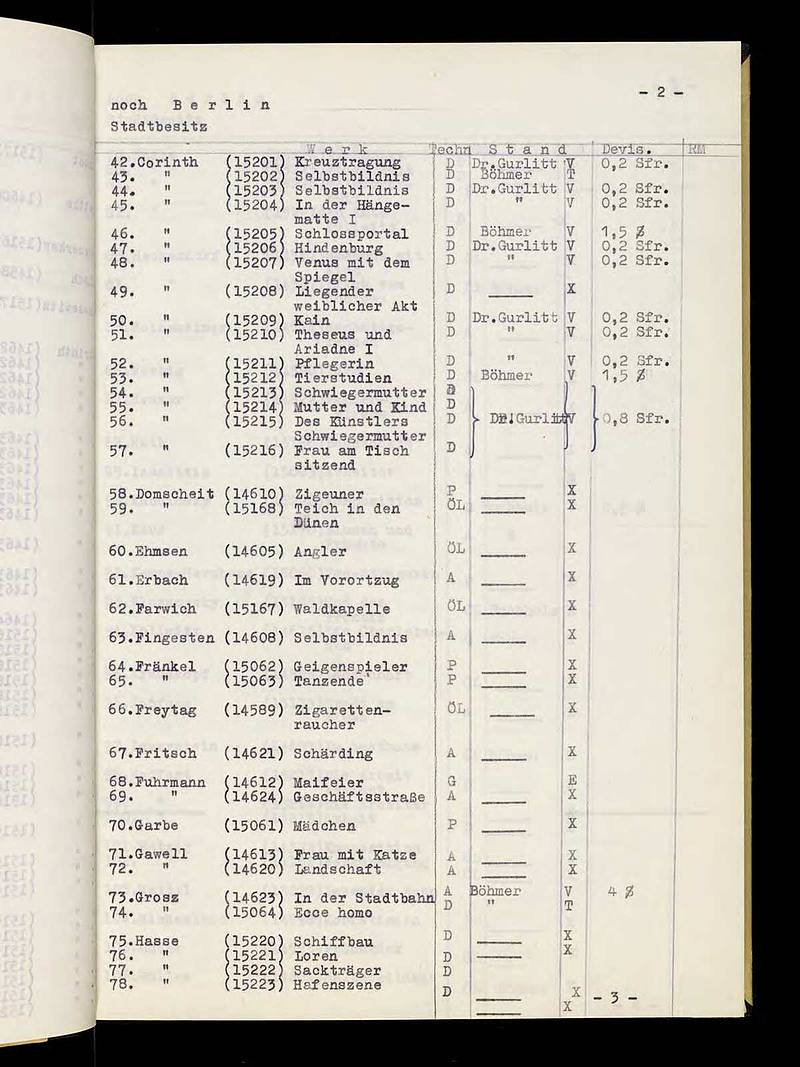 - 2 -
noch Berlin
Stadtbesitz
Werk Techn Stand Devis. RM
42.Corinth (15201) Kreuztragung D Dr.Gurlitt V 0,2 Sfr.
43. " (15202) Selbstbildnis D Böhmer T
44. " (15203) Selbstbildnis D Dr.Gurlitt V 0,2 Sfr.
45. " (15204) In der Hänge- D " V 0,2 Sfr.
matte I
46. " (15205) Schlossportal D Böhmer V 1,5 $
47. " (15206) Hindenburg D Dr.Gurlitt V 0,2 Sfr.
48. " (15207) Venus mit dem D " V 0,2 Sfr.
Spiegel
49. " (15208) Liegender D ____ X
weiblicher Akt
50. " (15209) Kain D Dr.Gurlitt V 0,2 Sfr.
51. " (15210) Theseus und D " V 0,2 Sfr.
Ariadne I
52. " (15211) Pflegerin D " V 0,2 Sfr.
53. " (15212) Tierstudien D Böhmer V 1,5 $
54. " (15213) Schwiegermutter D
55. " (15214) Mutter und Kind D
56. " (15215) Des Künstlers D Dr.Gurlitt V 0,8 Sfr.
Schwiegermutter
57. " (15216) Frau am Tisch D
sitzend
58.Domscheit (14610) Zigeuner P ____ X
59. " (15168) Teich in den ÖL ____ X
Dünen
60.Ehmsen (14605) Angler ÖL ____ X
61.Erbach (14619) Im Vorortzug A ____ X
62.Farwich (15167) Waldkapelle ÖL ____ X
63.Fingesten (14608) Selbstbildnis A ____ X
64.Fränkel (15062) Geigenspieler P ____ X
65. " (15063) Tanzende P ____ X
66.Freytag (14589) Zigaretten- ÖL ____ X
raucher
67.Fritsch (14621) Schärding A ____ X
68.Fuhrmann (14612) Maifeier G E
69. " (14624) Geschäftsstraße A ____ X
70.Garbe (15061) Mädchen P ____ X
71.Gawell (14613) Frau mit Katze A ____ X
72. " (14620) Landschaft A ____ X
73.Grosz (14623) In der Stadtbahn A Böhmer V 4 $
74. " (15064) Ecce homo D " T
75.Hasse (15220) Schiffbau D ____ X
76. " (15221) Loren D ____ X
77. " (15222) Sackträger D
78. " (15223) Hafenszene D ____ X
____ X
- 3 -